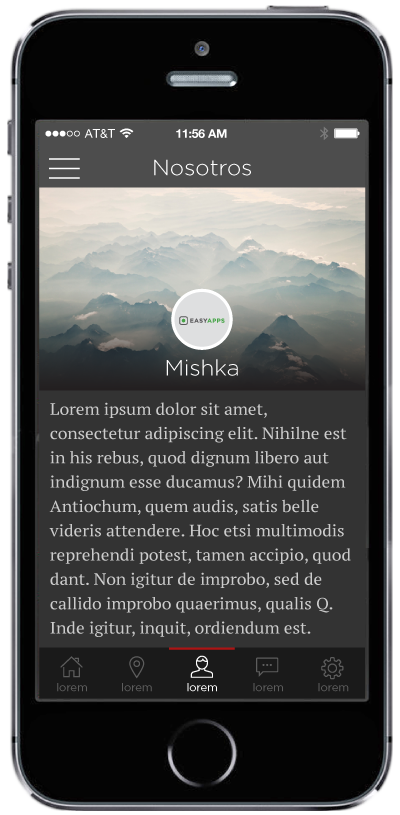 AT&T 11:56 AM
Nosotros
EASYAPPS
Mishka
Lorem ipsum dolor sit amet,
consectetur adipiscing elit. Nihilne est
in his rebus, quod dignum libero aut
indignum esse ducamus? Mihi quidem
Antiochum, quem audis, satis belle
videris attendere. Hoc etsi multimodis
reprehendi potest, tamen accipio, quod
dant. Non igitur de improbo, sed de
callido improbo quaerimus, qualis Q.
Inde igitur, inquit, ordiendum est.
lorem lorem lorem lorem lorem